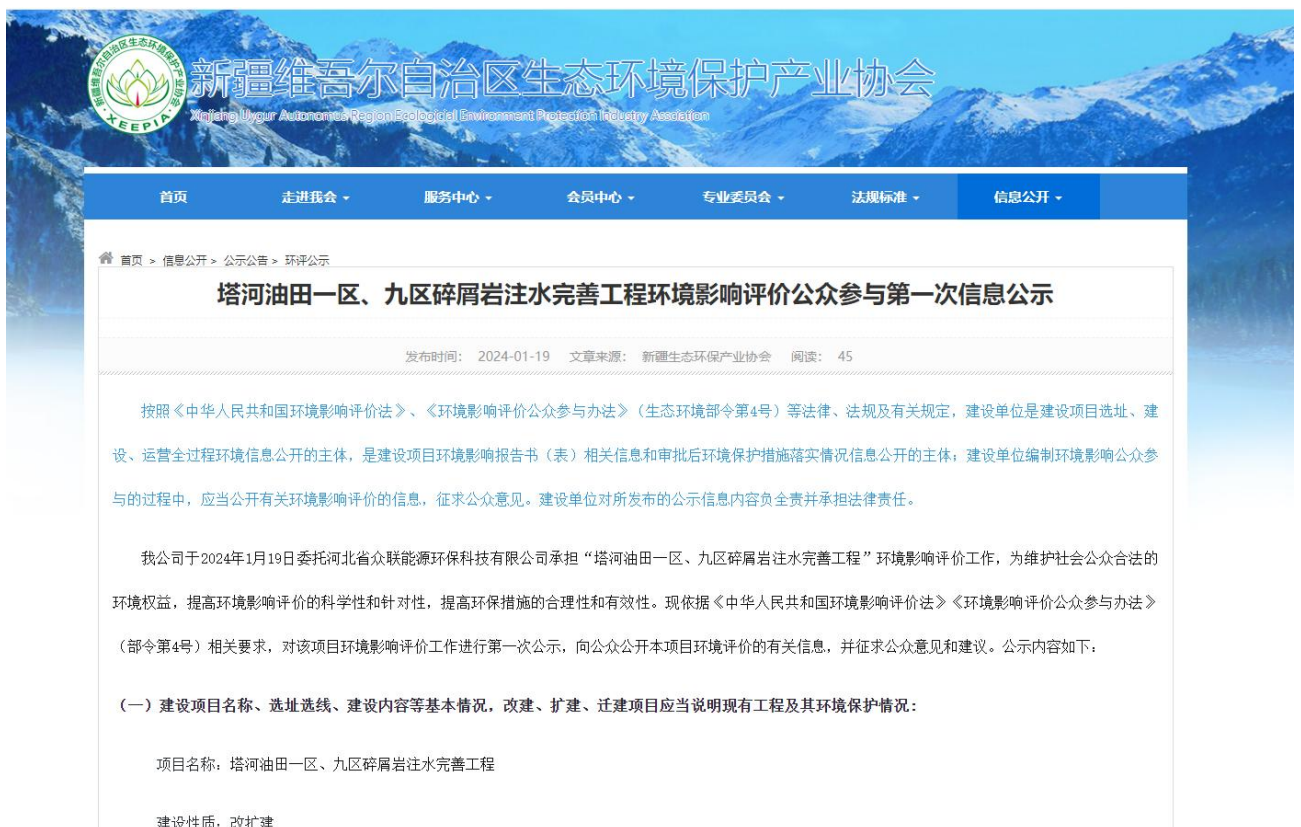 新疆维吾尔自治区生态环境保护产业协会
XEEPIA
新疆维吾尔自治区生态环境保护产业协会
Xinjiang Uygur Autonomos Region Ecologicial Environment Protection Industry Assciation
首页 走进我会 服务中心 会员中心 专业委员会 法规标准 信息公开
首页 > 信息公开 > 公示公告 > 环评公示
塔河油田一区、九区碎屑岩注水完善工程环境影响评价公众参与第一次信息公示
发布时间: 2024-01-19 文章来源: 新疆生态环保产业协会 阅读: 45
按照《中华人民共和国环境影响评价法》、《环境影响评价公众参与办法》（生态环境部令第4号）等法律、法规及有关规定，建设单位是建设项目选址、建
设、运营全过程环境信息公开的主体，是建设项目环境影响报告书（表）相关信息和审批后环境保护措施落实情况信息公开的主体；建设单位编制环境影响公众参
与的过程中，应当公开有关环境影响评价的信息，征求公众意见。建设单位对所发布的公示信息内容负全责并承担法律责任。
我公司于2024年1月19日委托河北省众联能源环保科技有限公司承担“塔河油田一区、九区碎屑岩注水完善工程”环境影响评价工作，为维护社会公众合法的
环境权益，提高环境影响评价的科学性和针对性，提高环保措施的合理性和有效性。现依据《中华人民共和国环境影响评价法》《环境影响评价公众参与办法》
（部令第4号）相关要求，对该项目环境影响评价工作进行第一次公示，向公众公开本项目环境评价的有关信息，并征求公众意见和建议。公示内容如下：
（一）建设项目名称、选址选线、建设内容等基本情况，改建、扩建、迁建项目应当说明现有工程及其环境保护情况：
项目名称：塔河油田一区、九区碎屑岩注水完善工程
建设性质：改扩建